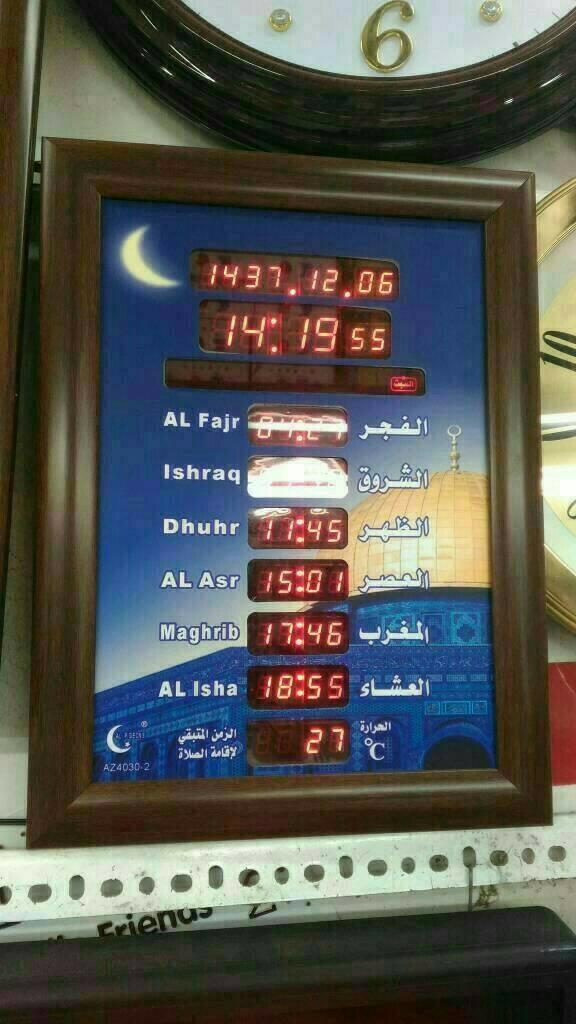 6
1437.12.06
14:19 55
AL Fajr الفجر
Ishraq الشروق
Dhuhr 11:45 الظهر
AL Asr 15:01 العصر
Maghrib 17:46 المغرب
AL Isha 18:55 العشاء
الزمن المتبقي لإقامة الصلاة 27 الحرارة °C
®
AZ4030-2
Friends